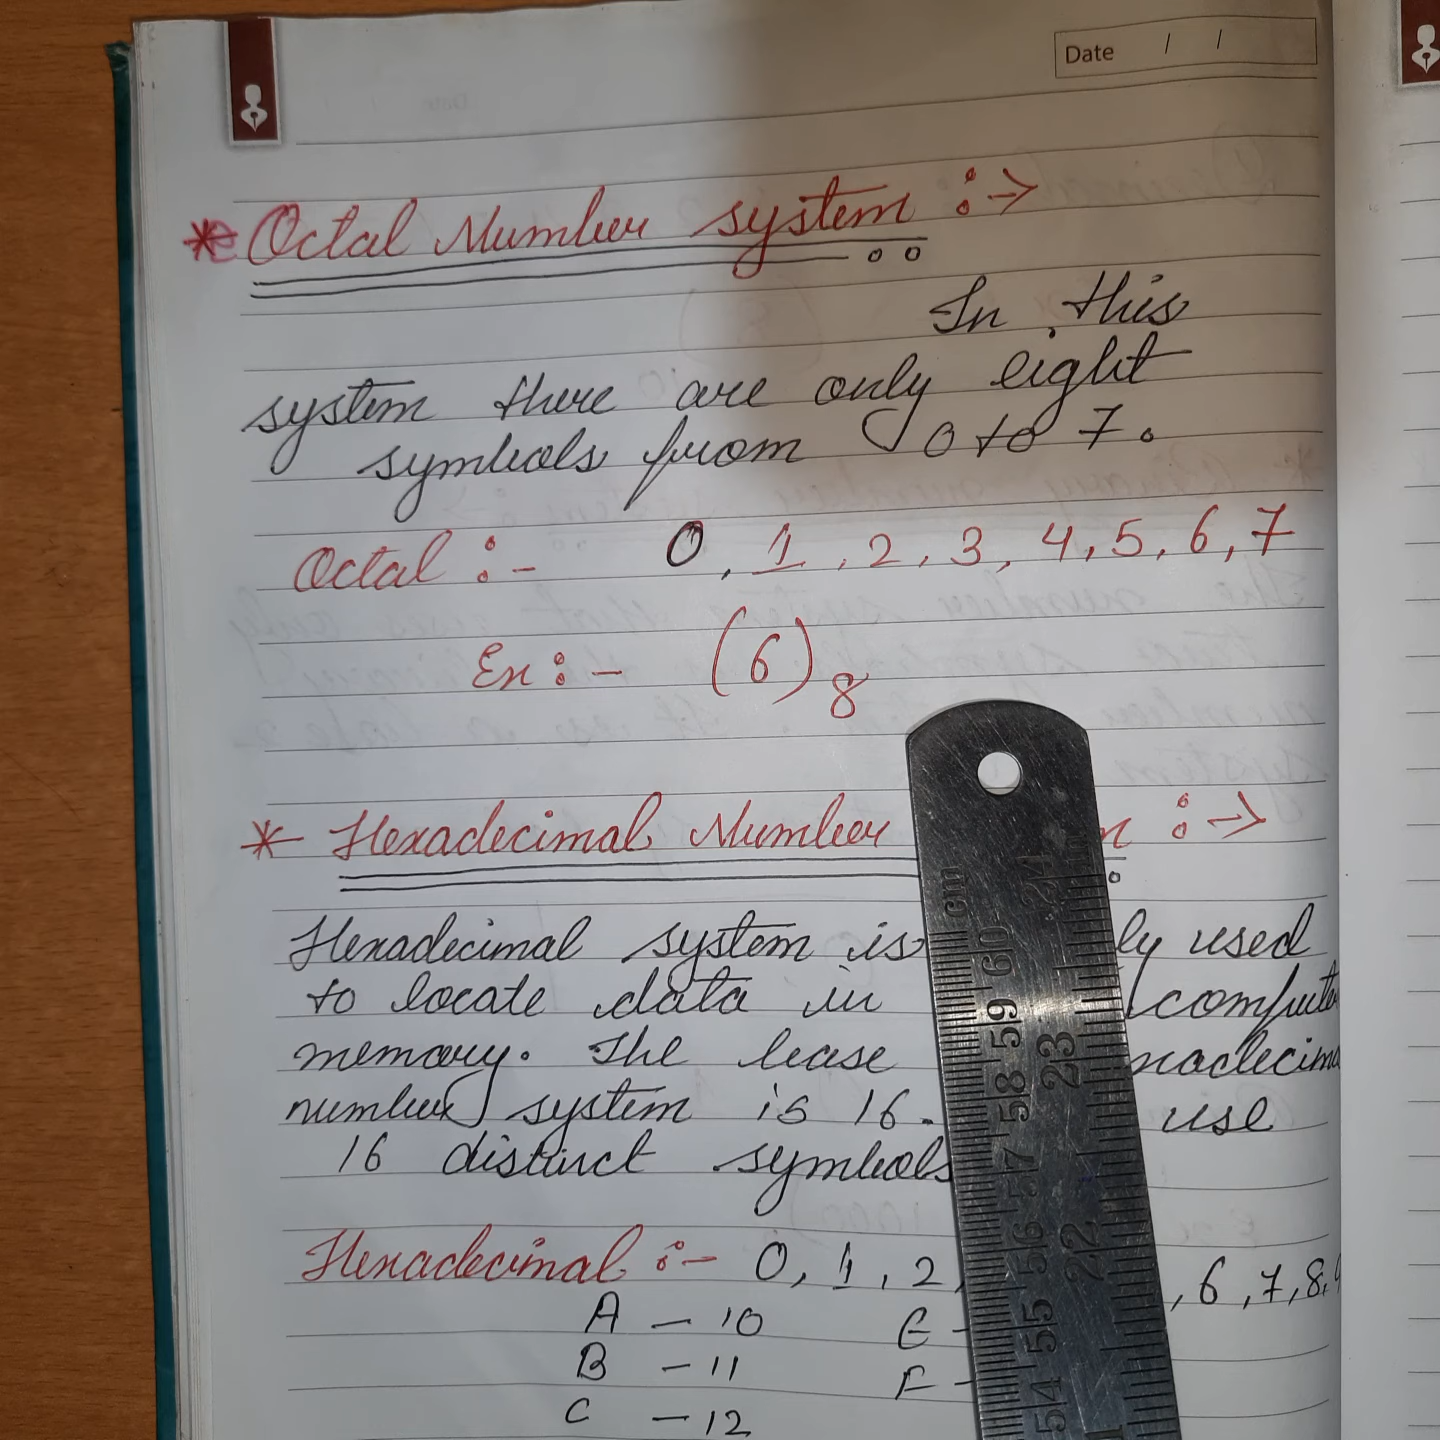 Date / /
* Octal Number system :->
In this
system there are only eight
symbols from 0 to 7.
Octal :- 0, 1, 2, 3, 4, 5, 6, 7
Ex :- (6)8
* Hexadecimal Number :->
Hexadecimal system is used
to locate data in computer
memory. The base
number system is 16. use
16 distinct symbols
Hexadecimal :- 0, 1, 2, , 6, 7, 8,
A - 10 E -
B - 11 F -
C - 12
cm 60 59 58 57 56 55 54
24 23 22